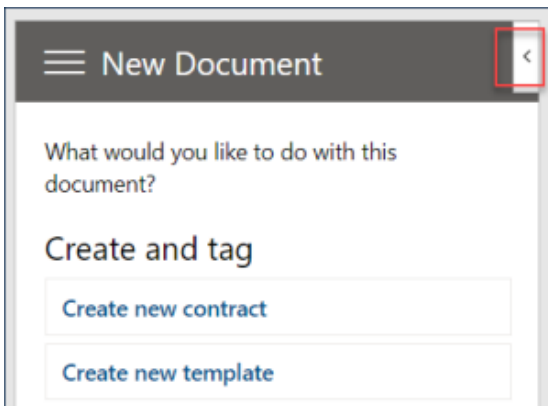 New Document
What would you like to do with this
document?
Create and tag
Create new contract
Create new template